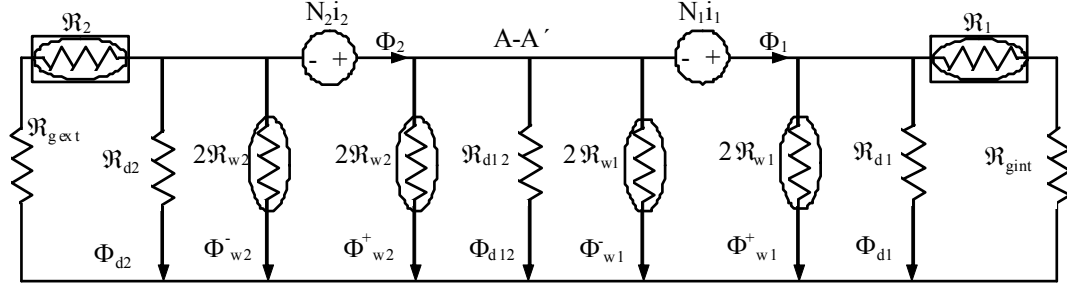 ℜ2
N2i2
Φ2
A-A´
N1i1
Φ1
ℜ1
- +
- +
ℜgext
ℜd2
2ℜw2
2ℜw2
ℜd12
2ℜw1
2ℜw1
ℜd1
ℜgint
Φd2
Φ-w2
Φ+w2
Φd12
Φ-w1
Φ+w1
Φd1